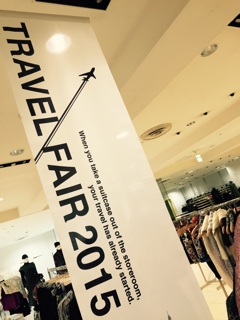 TRAVEL FAIR 2015
When you take a suitcase out of the storeroom,
your travel has already started.